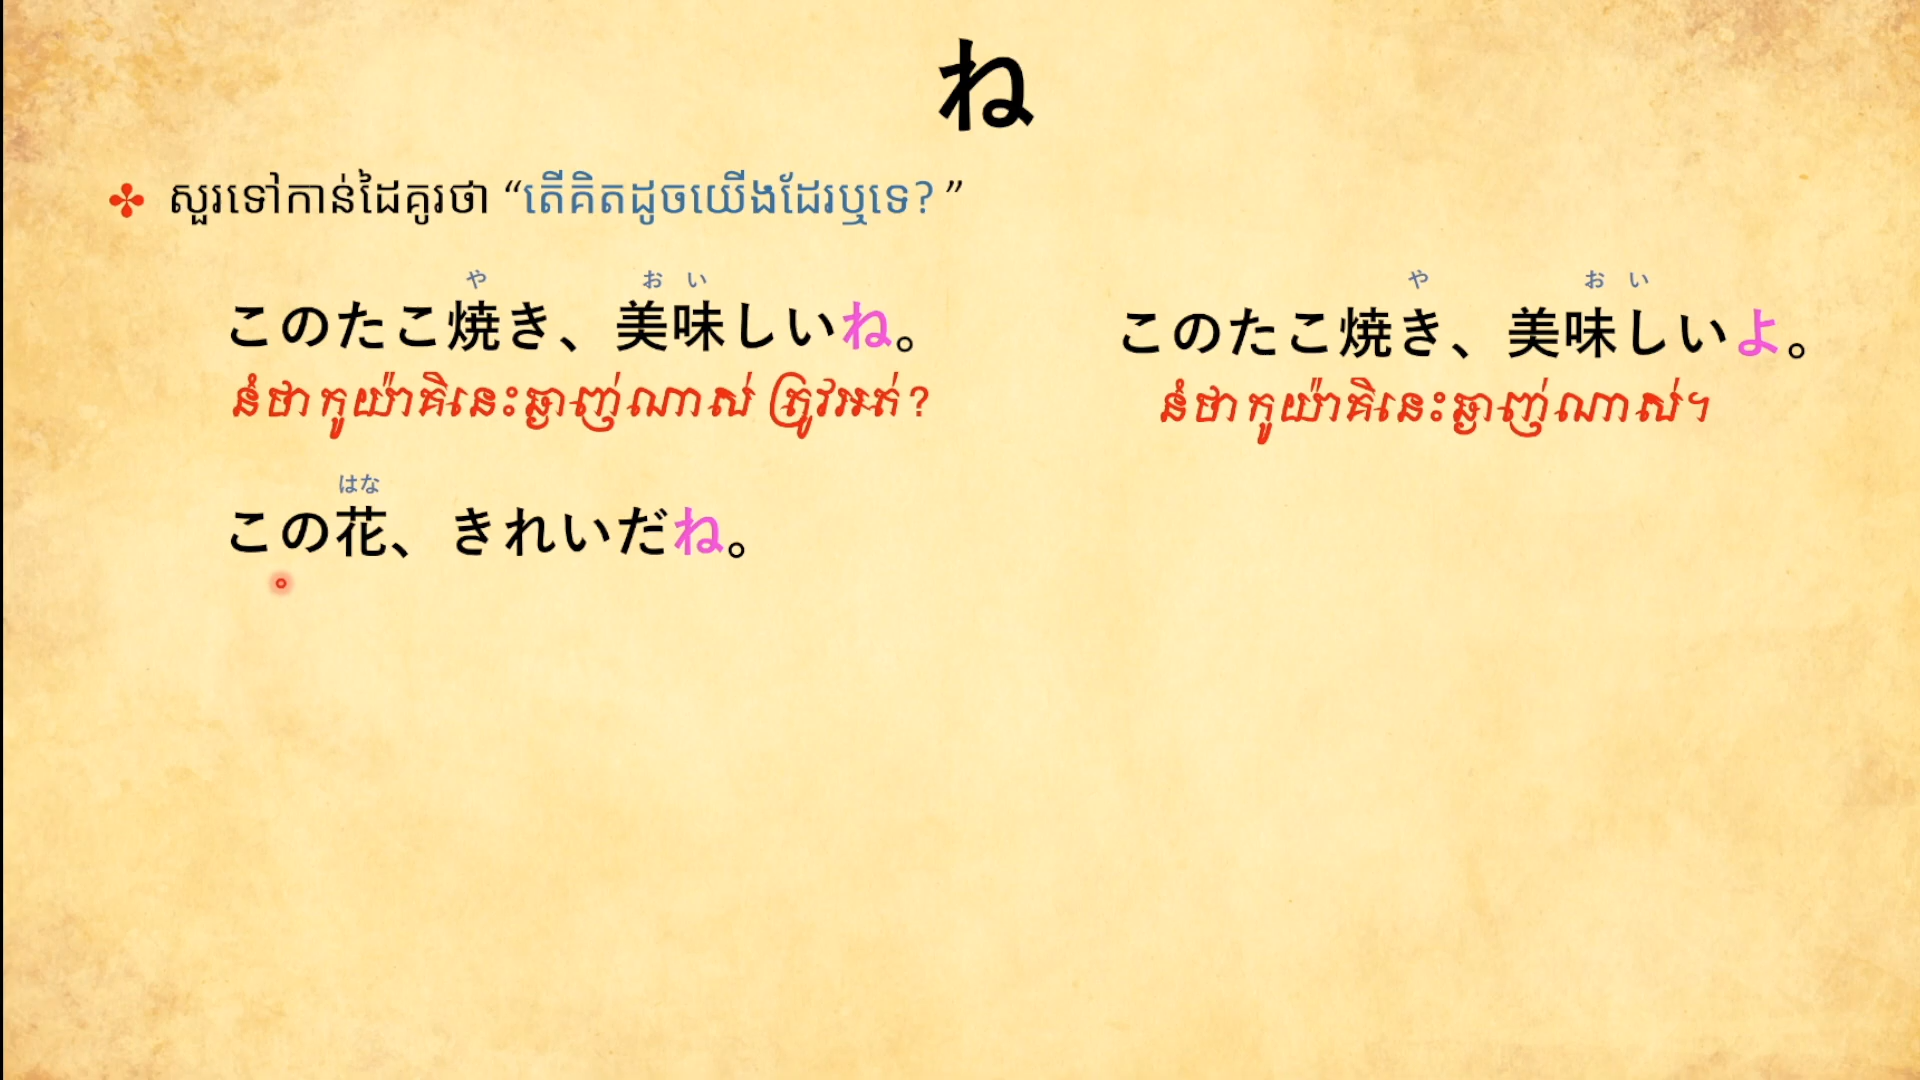 ね
សួរទៅកាន់ដៃគូរថា “តើគិតដូចយើងដែរឬទេ? ”
や お い
このたこ焼き、美味しいね。
នំថាកូយ៉ាគិនេះឆ្ងាញ់ណាស់ ត្រូវអត់?
や お い
このたこ焼き、美味しいよ。
នំថាកូយ៉ាគិនេះឆ្ងាញ់ណាស់។
はな
この花、きれいだね。